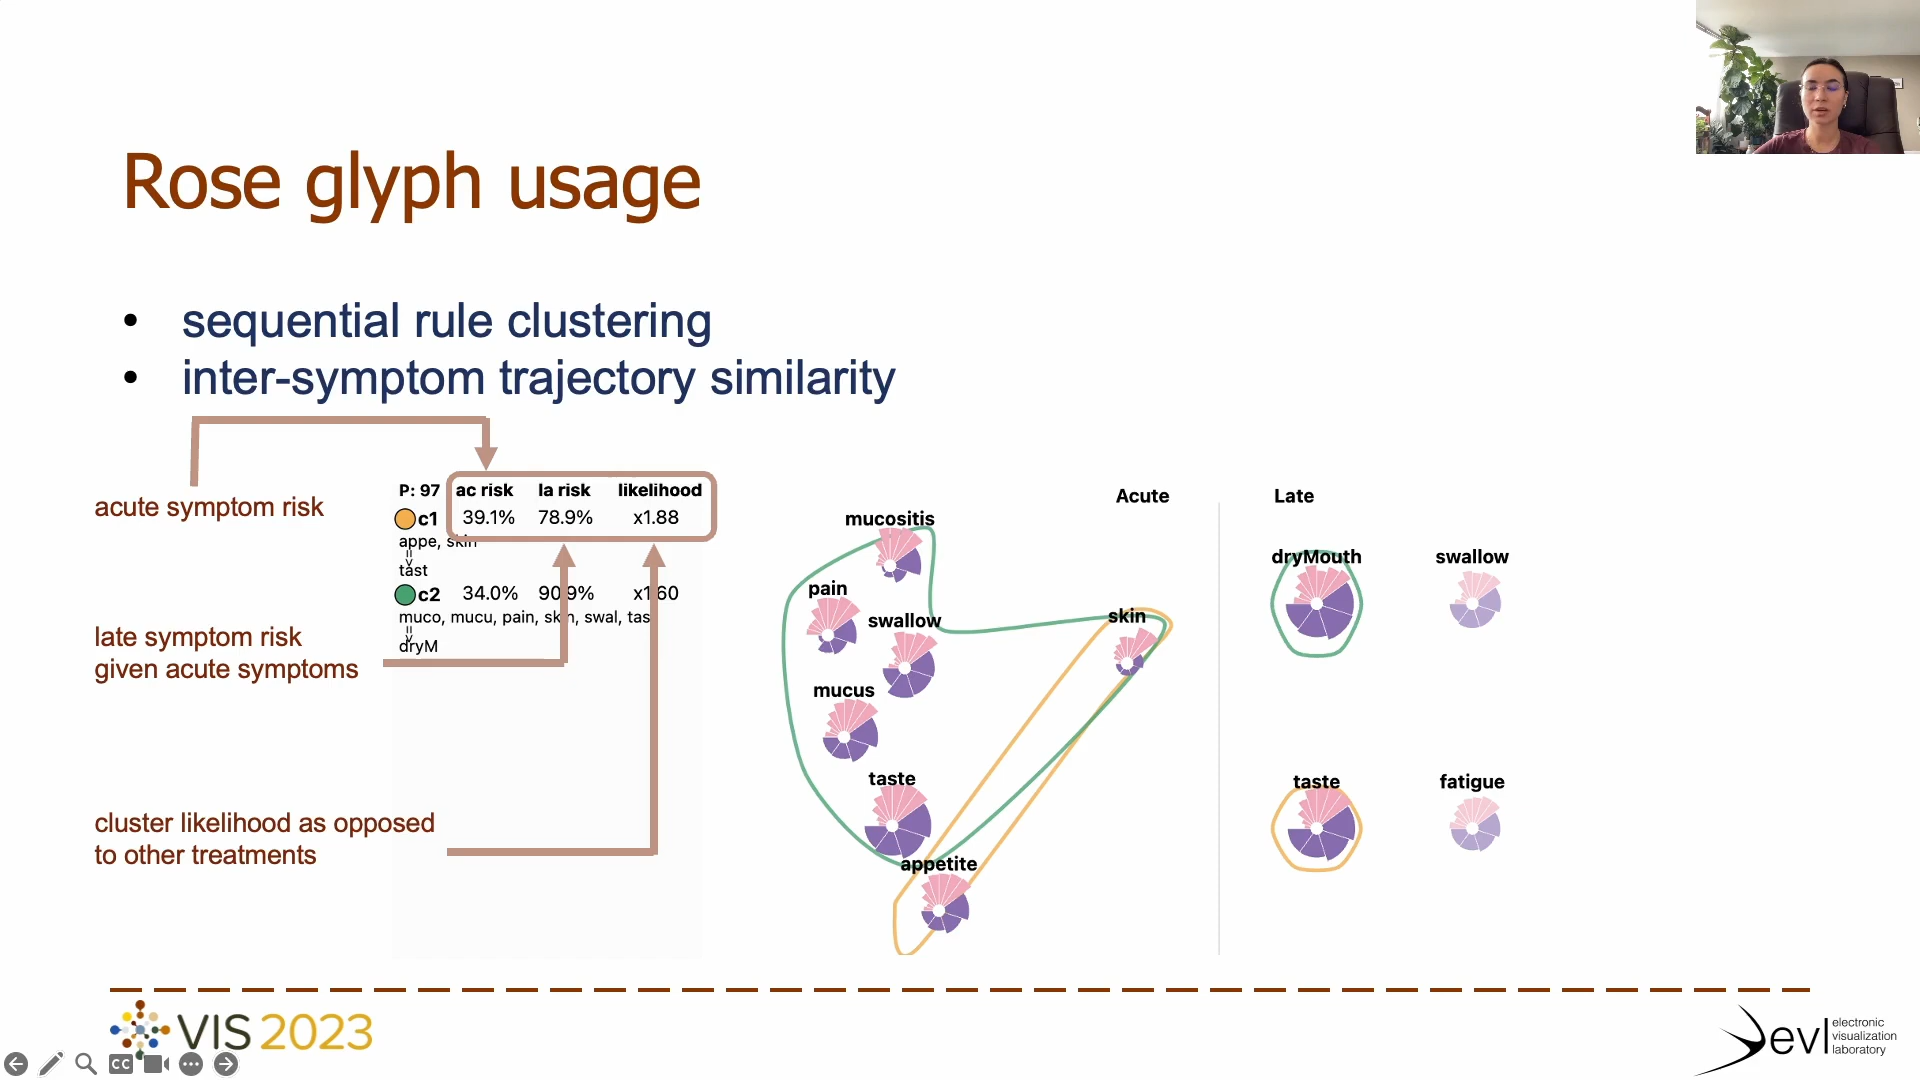 Rose glyph usage
• sequential rule clustering
• inter-symptom trajectory similarity
acute symptom risk
late symptom risk
given acute symptoms
cluster likelihood as opposed
to other treatments
P: 97 ac risk la risk likelihood
c1 39.1% 78.9% x1.88
appe, skin
=>
tast
c2 34.0% 90.9% x1.60
muco, mucu, pain, skin, swal, tas
=>
dryM
Acute
Late
mucositis
pain
swallow
mucus
taste
appetite
skin
dryMouth
swallow
taste
fatigue
VIS 2023
CC
evl electronic
visualization
laboratory